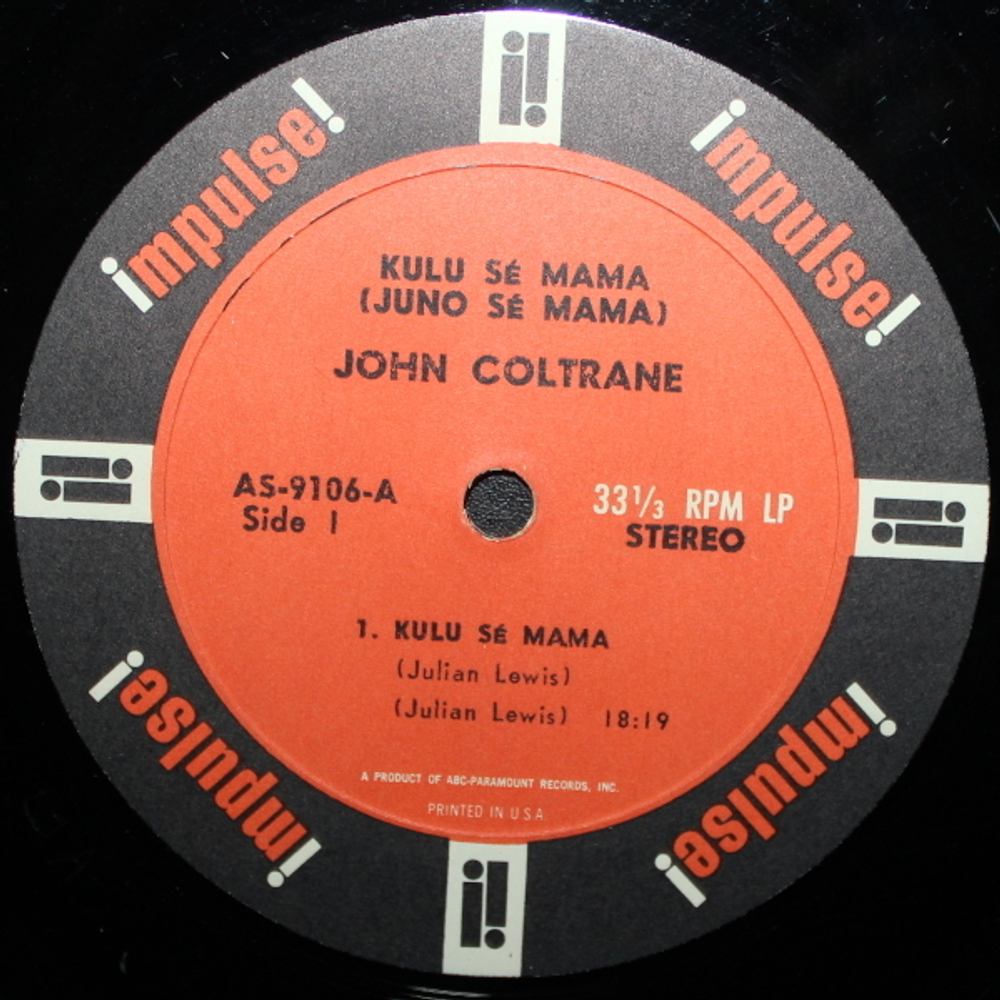 impulse!
impulse!
KULU SÉ MAMA
(JUNO SÉ MAMA)
JOHN COLTRANE
AS-9106-A
Side 1
33⅓ RPM LP
STEREO
1. KULU SÉ MAMA
(Julian Lewis)
(Julian Lewis) 18:19
A PRODUCT OF ABC-PARAMOUNT RECORDS, INC.
PRINTED IN U.S.A.
impulse!
impulse!